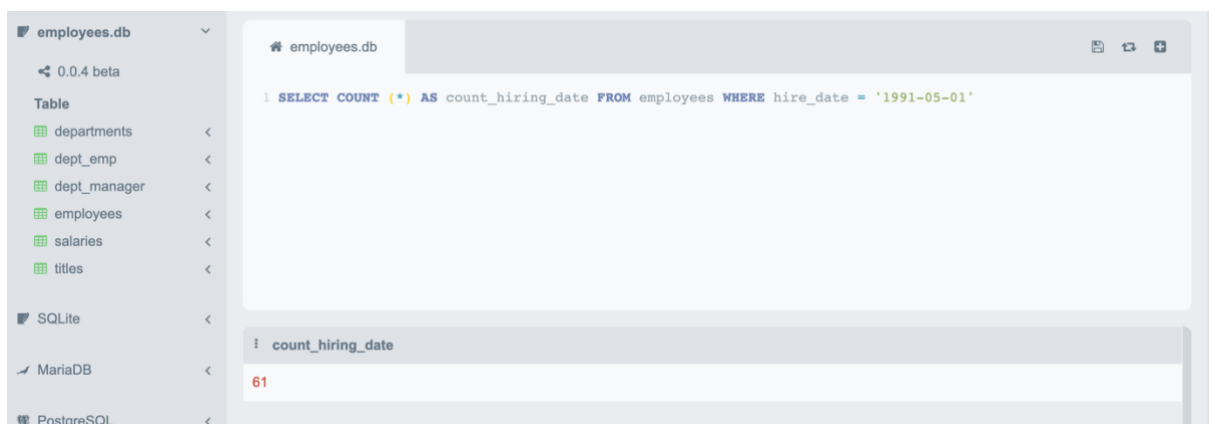 employees.db
0.0.4 beta
Table
departments
dept_emp
dept_manager
employees
salaries
titles
SQLite
MariaDB
PostgreSQL
employees.db
1 SELECT COUNT (*) AS count_hiring_date FROM employees WHERE hire_date = '1991-05-01'
count_hiring_date
61